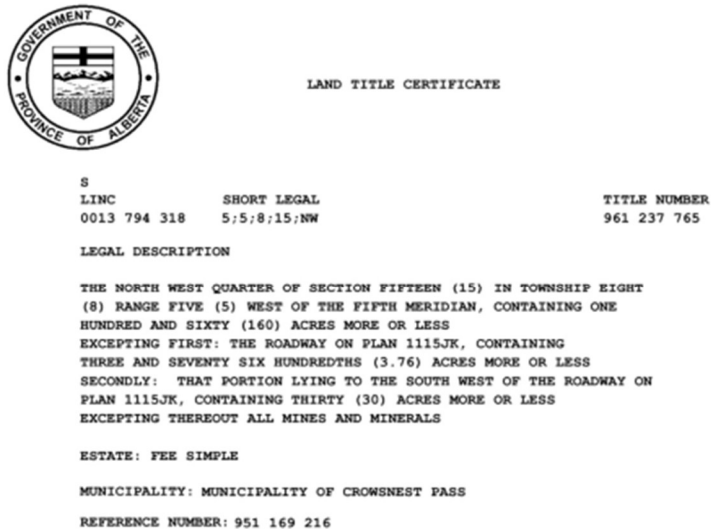 GOVERNMENT OF THE
PROVINCE OF ALBERTA
LAND TITLE CERTIFICATE
S
LINC SHORT LEGAL TITLE NUMBER
0013 794 318 5;5;8;15;NW 961 237 765
LEGAL DESCRIPTION
THE NORTH WEST QUARTER OF SECTION FIFTEEN (15) IN TOWNSHIP EIGHT
(8) RANGE FIVE (5) WEST OF THE FIFTH MERIDIAN, CONTAINING ONE
HUNDRED AND SIXTY (160) ACRES MORE OR LESS
EXCEPTING FIRST: THE ROADWAY ON PLAN 1115JK, CONTAINING
THREE AND SEVENTY SIX HUNDREDTHS (3.76) ACRES MORE OR LESS
SECONDLY: THAT PORTION LYING TO THE SOUTH WEST OF THE ROADWAY ON
PLAN 1115JK, CONTAINING THIRTY (30) ACRES MORE OR LESS
EXCEPTING THEREOUT ALL MINES AND MINERALS
ESTATE: FEE SIMPLE
MUNICIPALITY: MUNICIPALITY OF CROWSNEST PASS
REFERENCE NUMBER: 951 169 216